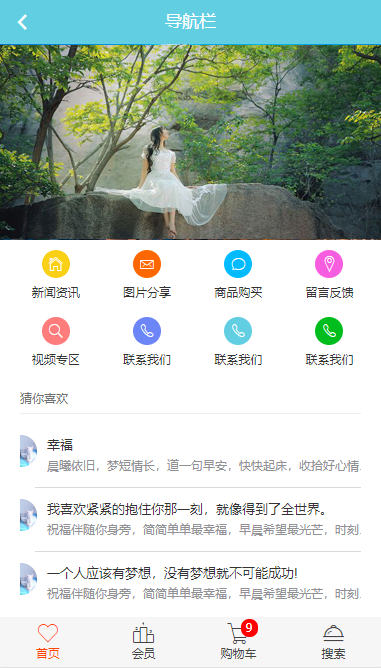 导航栏
新闻资讯 图片分享 商品购买 留言反馈
视频专区 联系我们 联系我们 联系我们
猜你喜欢
幸福
晨曦依旧，梦短情长，道一句早安，快快起床，收拾好心情
我喜欢紧紧的抱住你那一刻，就像得到了全世界。
祝福伴随你身旁，简简单单最幸福，早晨希望最光芒，时刻
一个人应该有梦想，没有梦想就不可能成功!
祝福伴随你身旁，简简单单最幸福，早晨希望最光芒，时刻
9
首页 会员 购物车 搜索